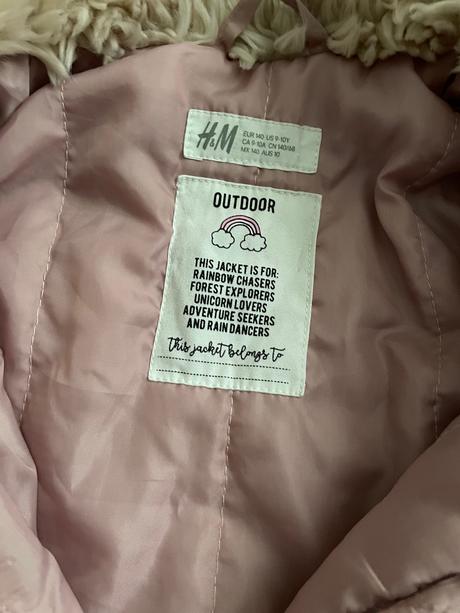 H&M
EUR 140 US 9-10Y
CA 9-10A CN 140/68
MX 140 AUS 10
OUTDOOR
THIS JACKET IS FOR:
RAINBOW CHASERS
FOREST EXPLORERS
UNICORN LOVERS
ADVENTURE SEEKERS
AND RAIN DANCERS
this jacket belongs to